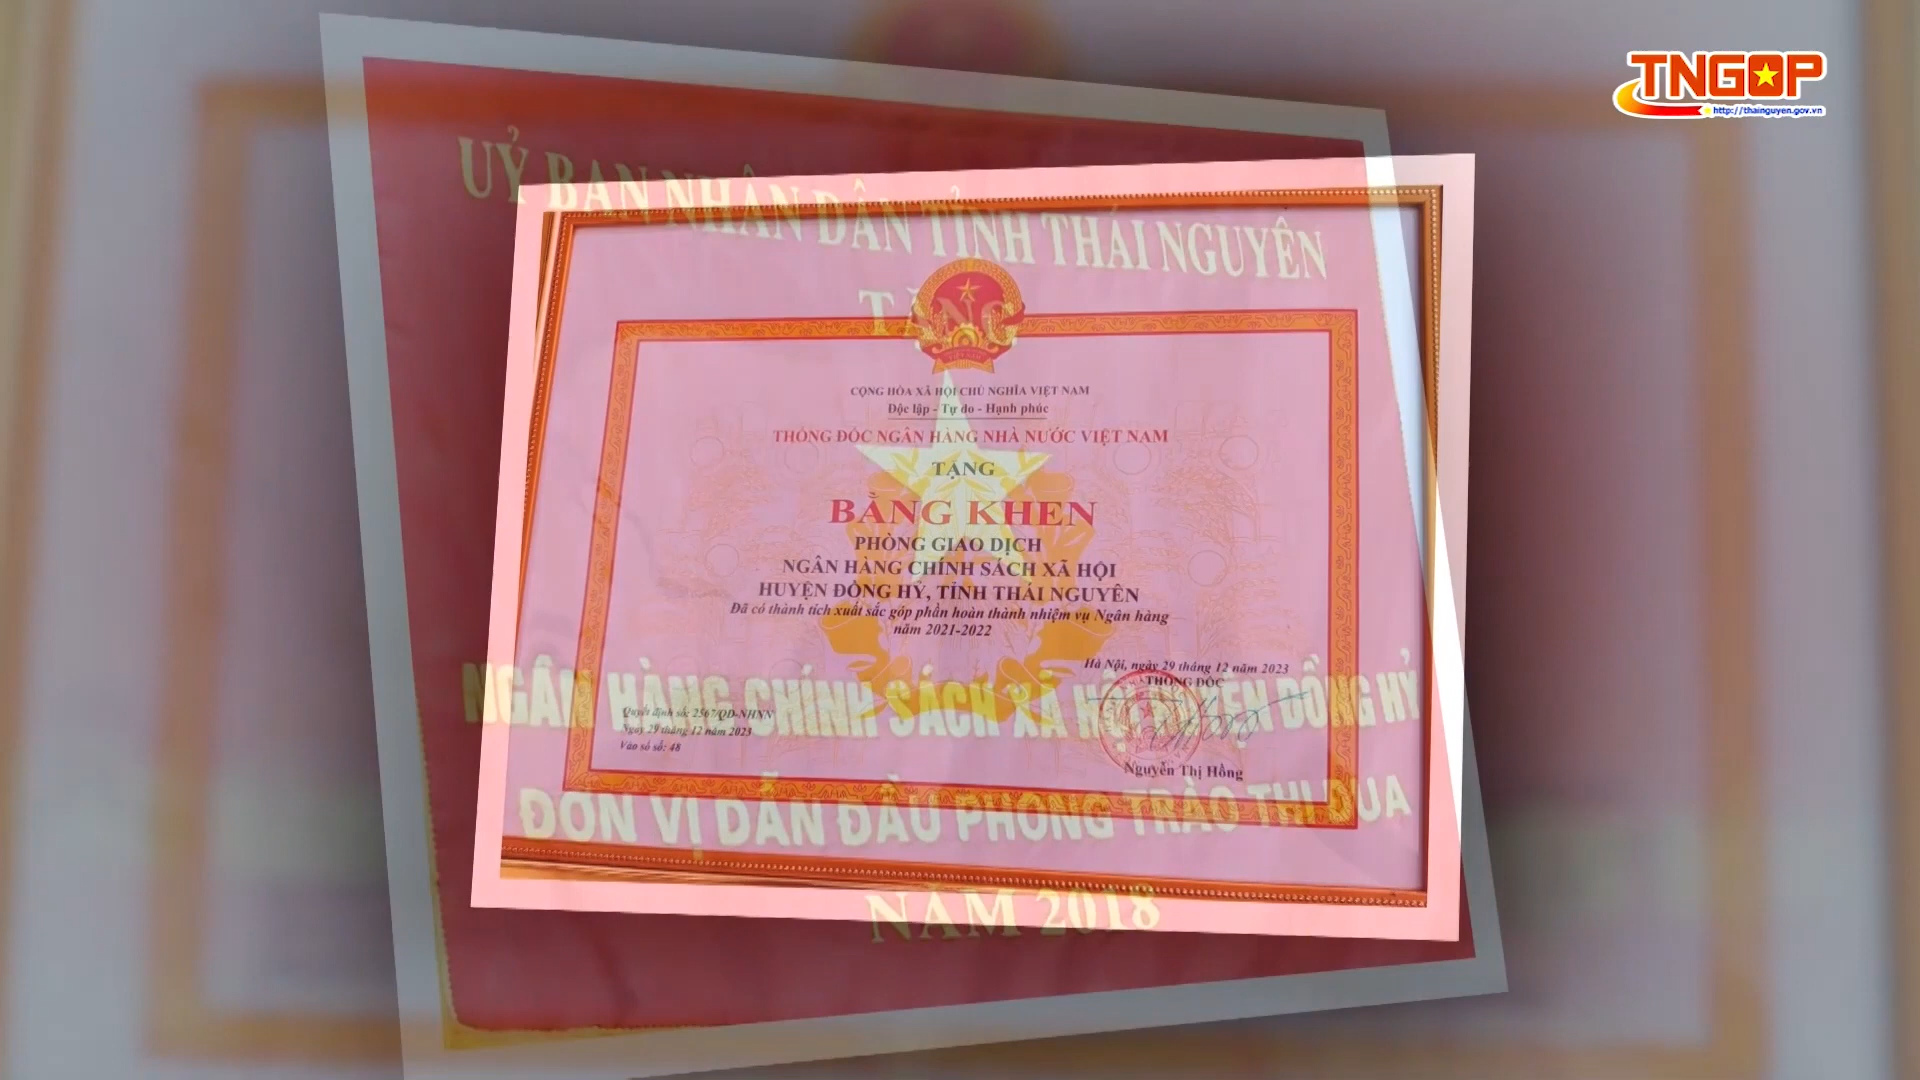 TNGOP
http://thainguyen.gov.vn
UỶ BAN NHÂN DÂN TỈNH THÁI NGUYÊN
TẶNG
CỘNG HÒA XÃ HỘI CHỦ NGHĨA VIỆT NAM
Độc lập - Tự do - Hạnh phúc
THỐNG ĐỐC NGÂN HÀNG NHÀ NƯỚC VIỆT NAM
TẶNG
BẰNG KHEN
PHÒNG GIAO DỊCH
NGÂN HÀNG CHÍNH SÁCH XÃ HỘI
HUYỆN ĐỒNG HỶ, TỈNH THÁI NGUYÊN
Đã có thành tích xuất sắc góp phần hoàn thành nhiệm vụ Ngân hàng
năm 2021-2022
Hà Nội, ngày 29 tháng 12 năm 2023
THỐNG ĐỐC
Nguyễn Thị Hồng
Quyết định số: 2567/QĐ-NHNN
Ngày 29 tháng 12 năm 2023
Vào sổ số: 48
NGÂN HÀNG CHÍNH SÁCH XÃ HỘI HUYỆN ĐỒNG HỶ
ĐƠN VỊ DẪN ĐẦU PHONG TRÀO THI ĐUA
NĂM 2018